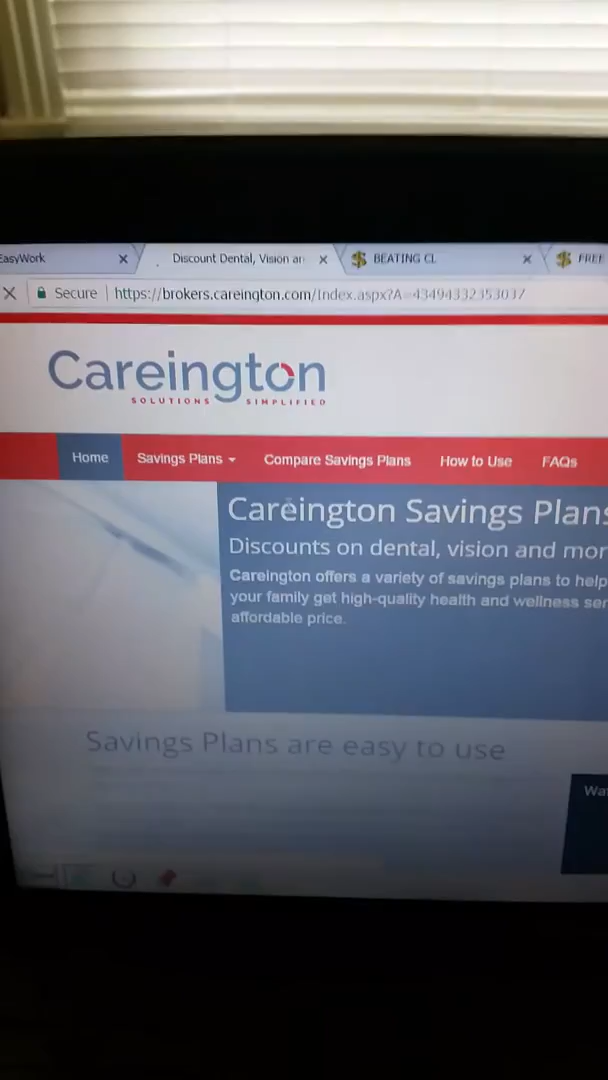 EasyWork
Discount Dental, Vision an
BEATING CL
FREE
Secure
https://brokers.careington.com/Index.aspx?A=43494332353037
Careington
SOLUTIONS SIMPLIFIED
Home
Savings Plans
Compare Savings Plans
How to Use
FAQs
Careington Savings Plans
Discounts on dental, vision and mor
Careington offers a variety of savings plans to help
your family get high-quality health and wellness ser
affordable price.
Savings Plans are easy to use
Wa